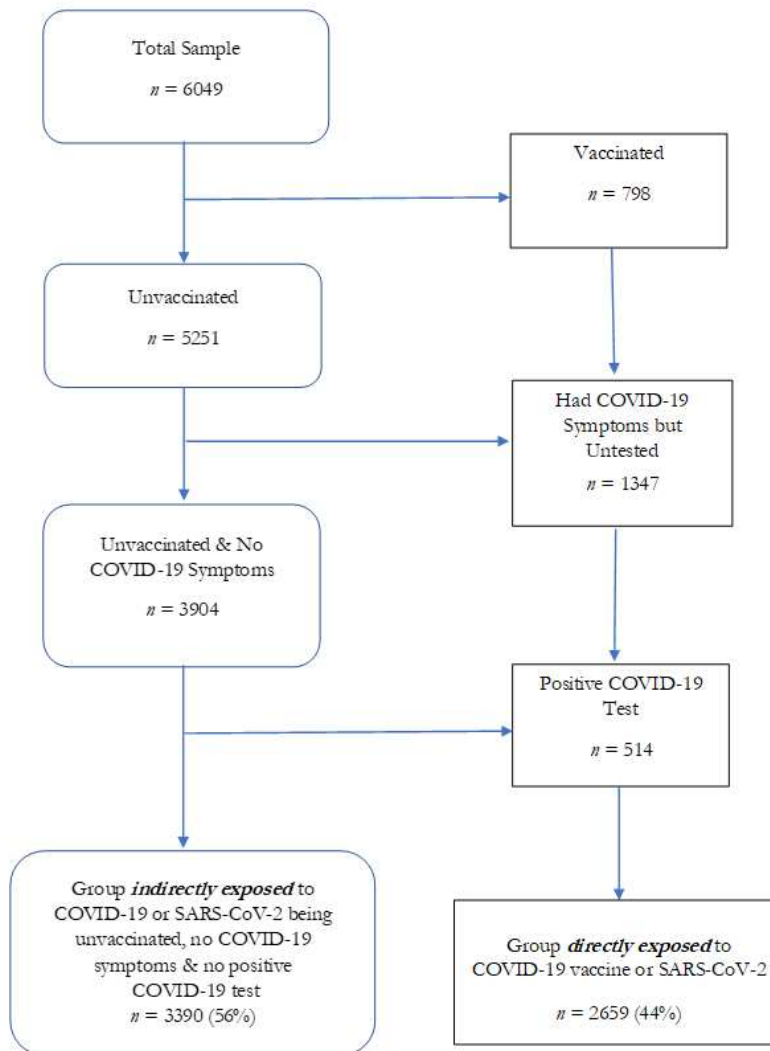 Total Sample
n = 6049
Vaccinated
n = 798
Unvaccinated
n = 5251
Had COVID-19
Symptoms but
Untested
n = 1347
Unvaccinated & No
COVID-19 Symptoms
n = 3904
Positive COVID-19
Test
n = 514
Group indirectly exposed to
COVID-19 or SARS-CoV-2 being
unvaccinated, no COVID-19
symptoms & no positive
COVID-19 test
n = 3390 (56%)
Group directly exposed to
COVID-19 vaccine or SARS-CoV-2
n = 2659 (44%)